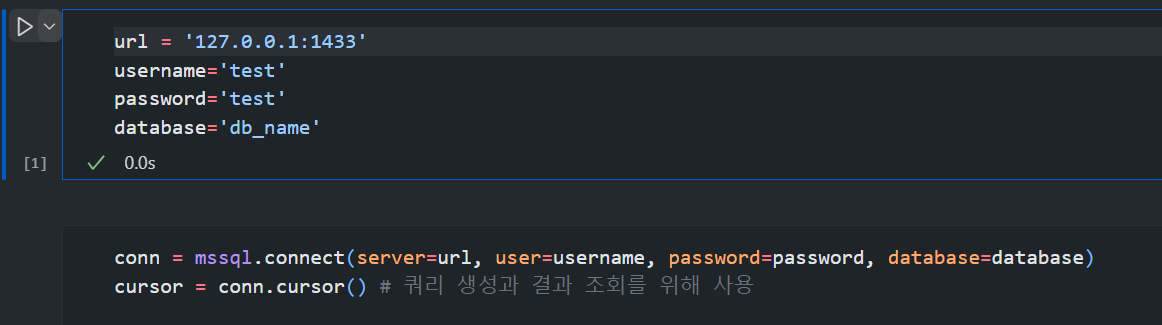 url = '127.0.0.1:1433'
username='test'
password='test'
database='db_name'
[1]
0.0s
conn = mssql.connect(server=url, user=username, password=password, database=database)
cursor = conn.cursor() # 쿼리 생성과 결과 조회를 위해 사용